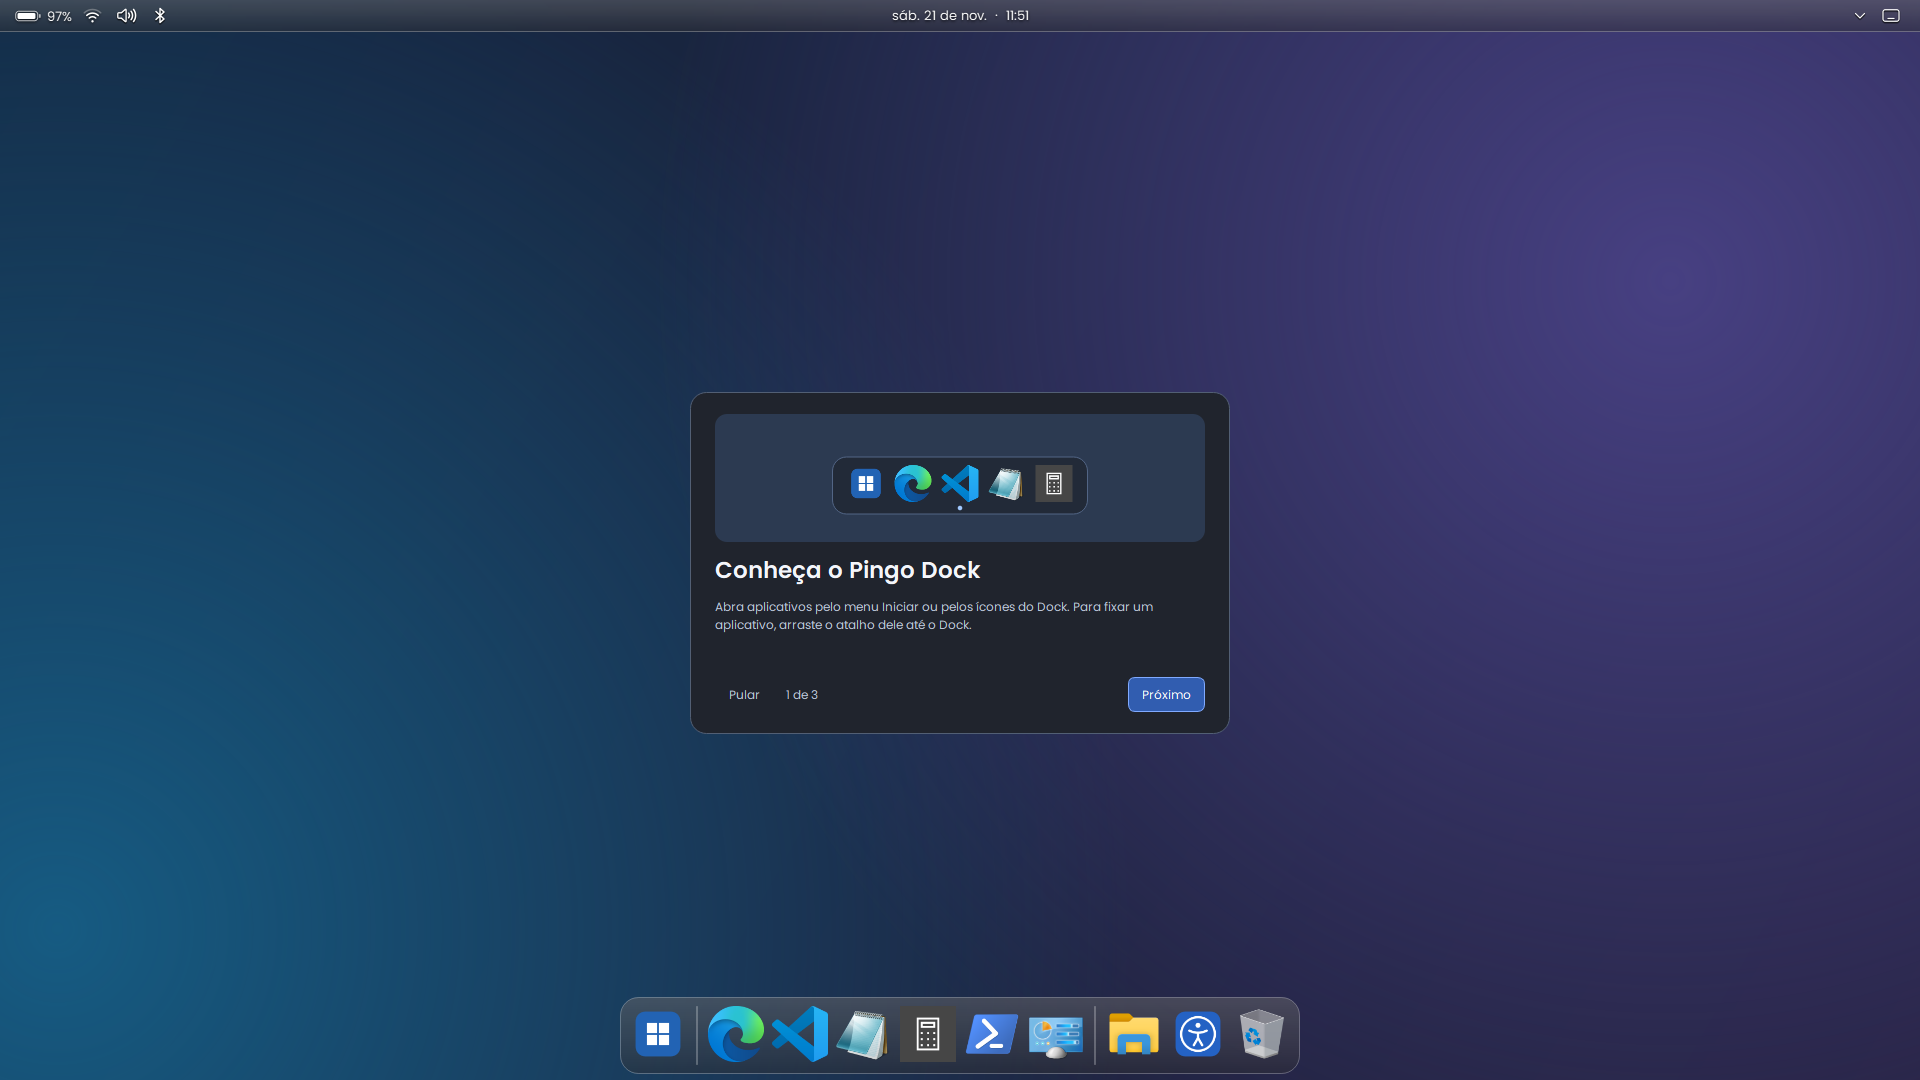 97%
sáb. 21 de nov. · 11:51
Conheça o Pingo Dock
Abra aplicativos pelo menu Iniciar ou pelos ícones do Dock. Para fixar um
aplicativo, arraste o atalho dele até o Dock.
Pular
1 de 3
Próximo